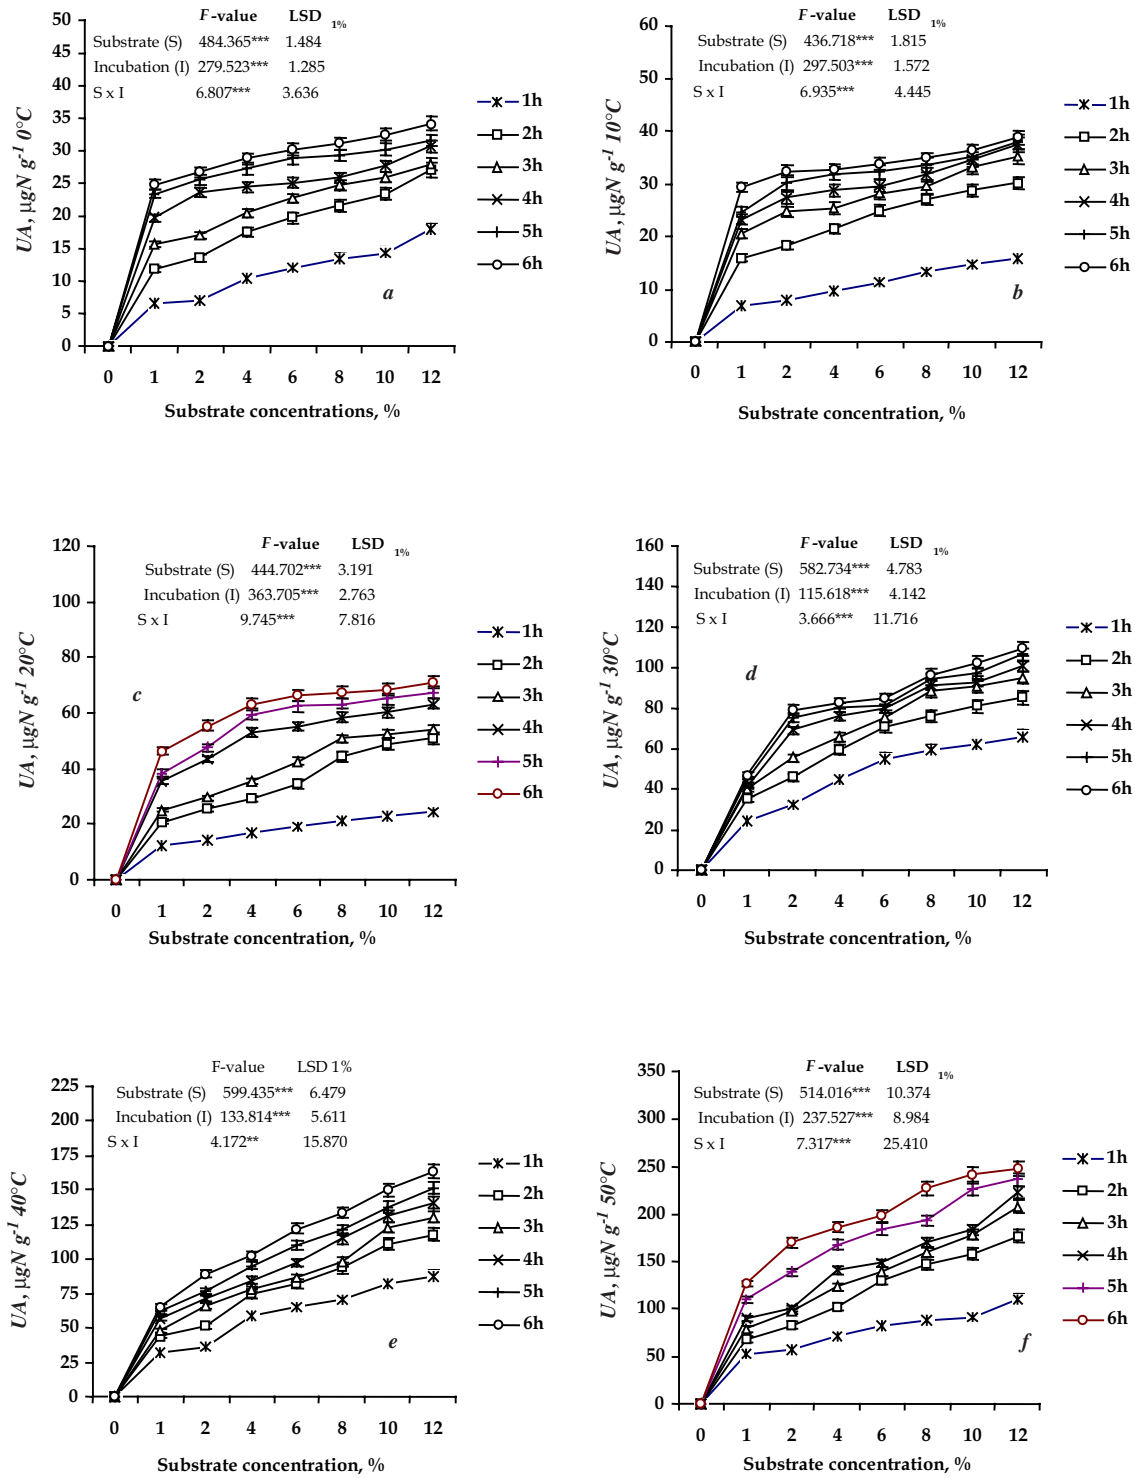 F-value LSD 1%
Substrate (S) 484.365*** 1.484
Incubation (I) 279.523*** 1.285
S x I 6.807*** 3.636
UA, µgN g-1 0°C
50
45
40
35
30
25
20
15
10
5
0
0 1 2 4 6 8 10 12
Substrate concentrations, %
a
1h
2h
3h
4h
5h
6h
F-value LSD 1%
Substrate (S) 436.718*** 1.815
Incubation (I) 297.503*** 1.572
S x I 6.935*** 4.445
UA, µgN g-1 10°C
60
50
40
30
20
10
0
0 1 2 4 6 8 10 12
Substrate concentration, %
b
1h
2h
3h
4h
5h
6h
F-value LSD 1%
Substrate (S) 444.702*** 3.191
Incubation (I) 363.705*** 2.763
S x I 9.745*** 7.816
UA, µgN g-1 20°C
120
100
80
60
40
20
0
0 1 2 4 6 8 10 12
Substrate concentration, %
c
1h
2h
3h
4h
5h
6h
F-value LSD 1%
Substrate (S) 582.734*** 4.783
Incubation (I) 115.618*** 4.142
S x I 3.666*** 11.716
UA, µgN g-1 30°C
160
140
120
100
80
60
40
20
0
0 1 2 4 6 8 10 12
Substrate concentration, %
d
1h
2h
3h
4h
5h
6h
F-value LSD 1%
Substrate (S) 599.435*** 6.479
Incubation (I) 133.814*** 5.611
S x I 4.172** 15.870
UA, µgN g-1 40°C
225
200
175
150
125
100
75
50
25
0
0 1 2 4 6 8 10 12
Substrate concentration, %
e
1h
2h
3h
4h
5h
6h
F-value LSD 1%
Substrate (S) 514.016*** 10.374
Incubation (I) 237.527*** 8.984
S x I 7.317*** 25.410
UA, µgN g-1 50°C
350
300
250
200
150
100
50
0
0 1 2 4 6 8 10 12
Substrate concentration, %
f
1h
2h
3h
4h
5h
6h